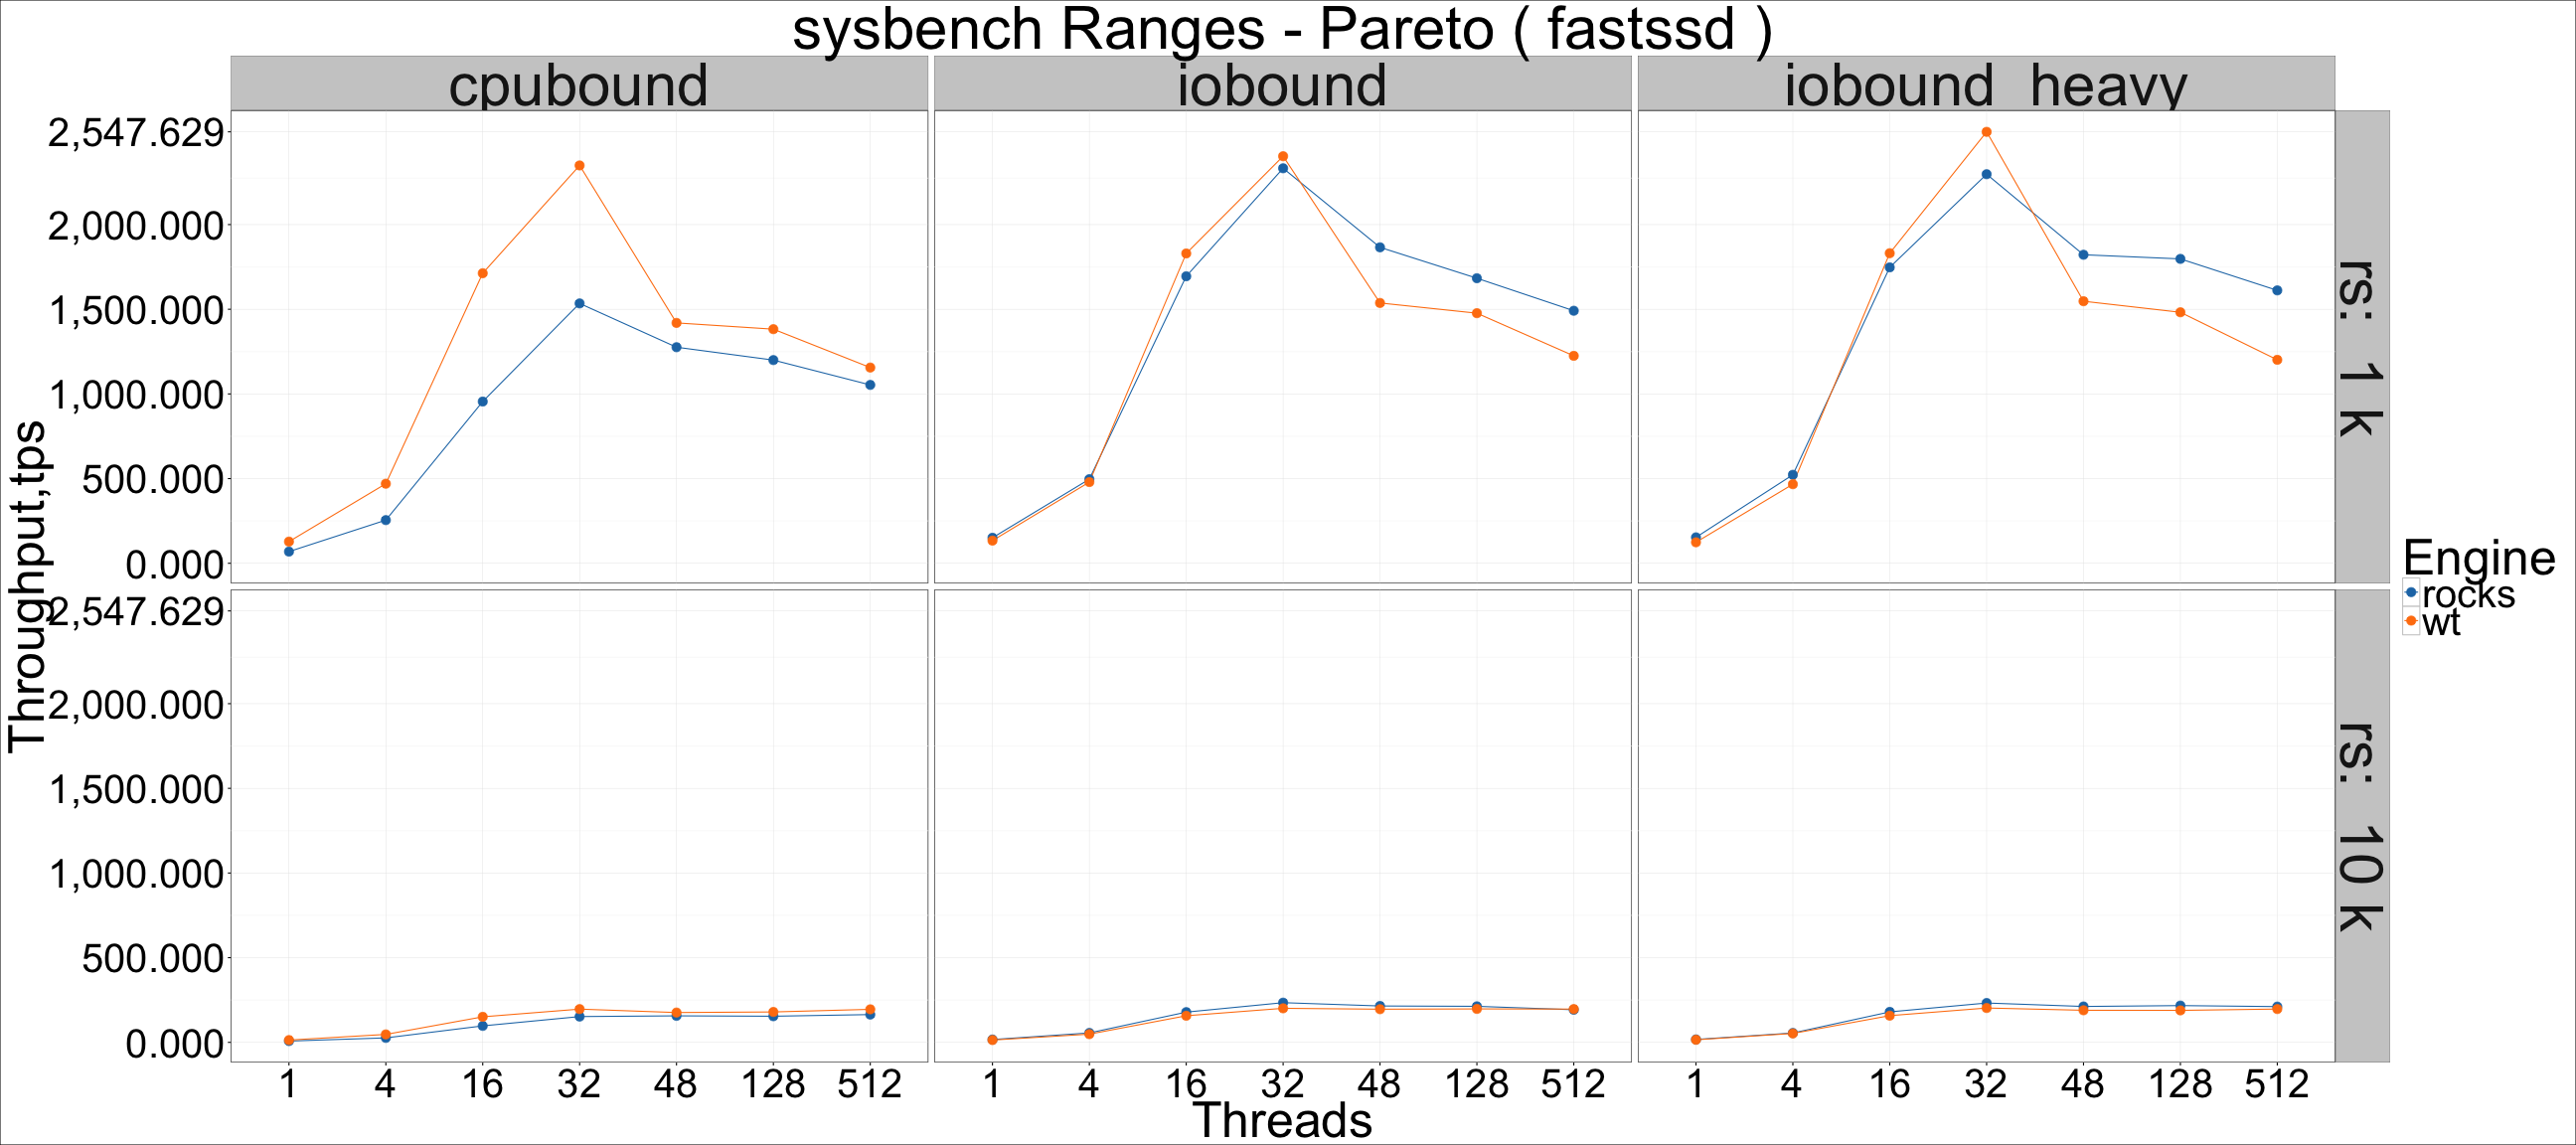 sysbench Ranges - Pareto ( fastssd )
cpubound
iobound
iobound heavy
2,547.629
2,000.000
1,500.000
1,000.000
500.000
0.000
rs: 1 k
2,547.629
2,000.000
1,500.000
1,000.000
500.000
0.000
rs: 10 k
Throughput,tps
1 4 16 32 48 128 512
1 4 16 32 48 128 512
1 4 16 32 48 128 512
Threads
Engine
rocks
wt